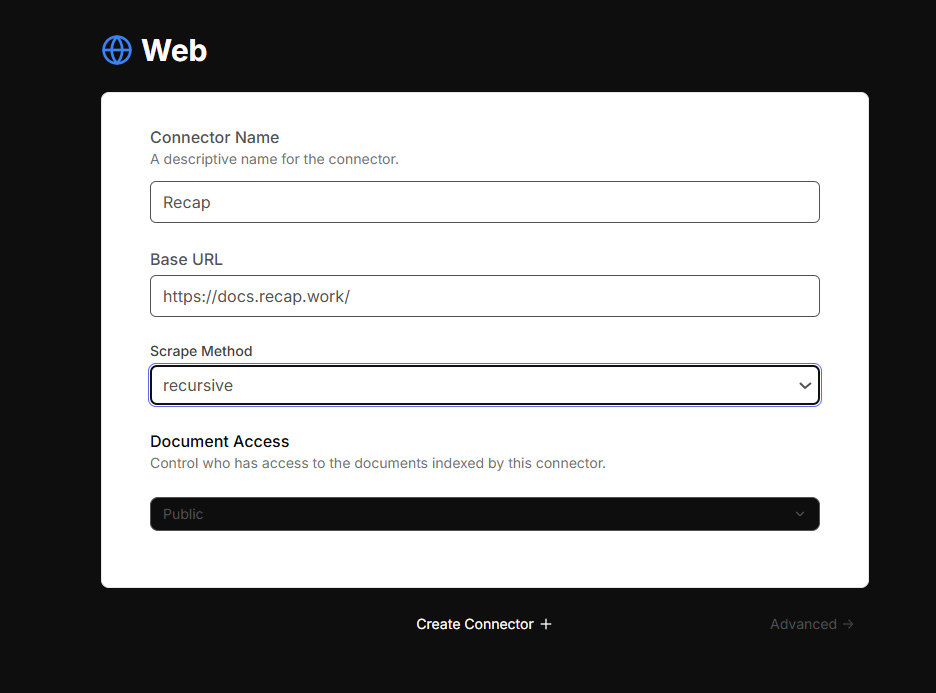 Web
Connector Name
A descriptive name for the connector.
Recap
Base URL
https://docs.recap.work/
Scrape Method
recursive
Document Access
Control who has access to the documents indexed by this connector.
Public
Create Connector +
Advanced →